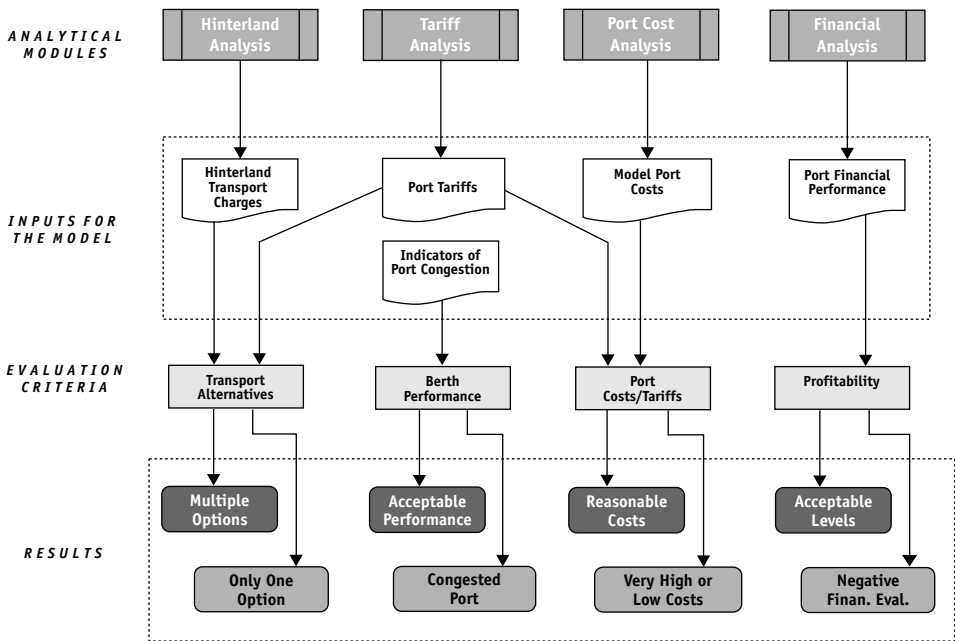 ANALYTICAL
MODULES
Hinterland
Analysis
Tariff
Analysis
Port Cost
Analysis
Financial
Analysis
INPUTS FOR
THE MODEL
Hinterland
Transport
Charges
Port Tariffs
Model Port
Costs
Port Financial
Performance
Indicators of
Port Congestion
EVALUATION
CRITERIA
Transport
Alternatives
Berth
Performance
Port
Costs/Tariffs
Profitability
RESULTS
Multiple
Options
Acceptable
Performance
Reasonable
Costs
Acceptable
Levels
Only One
Option
Congested
Port
Very High or
Low Costs
Negative
Finan. Eval.